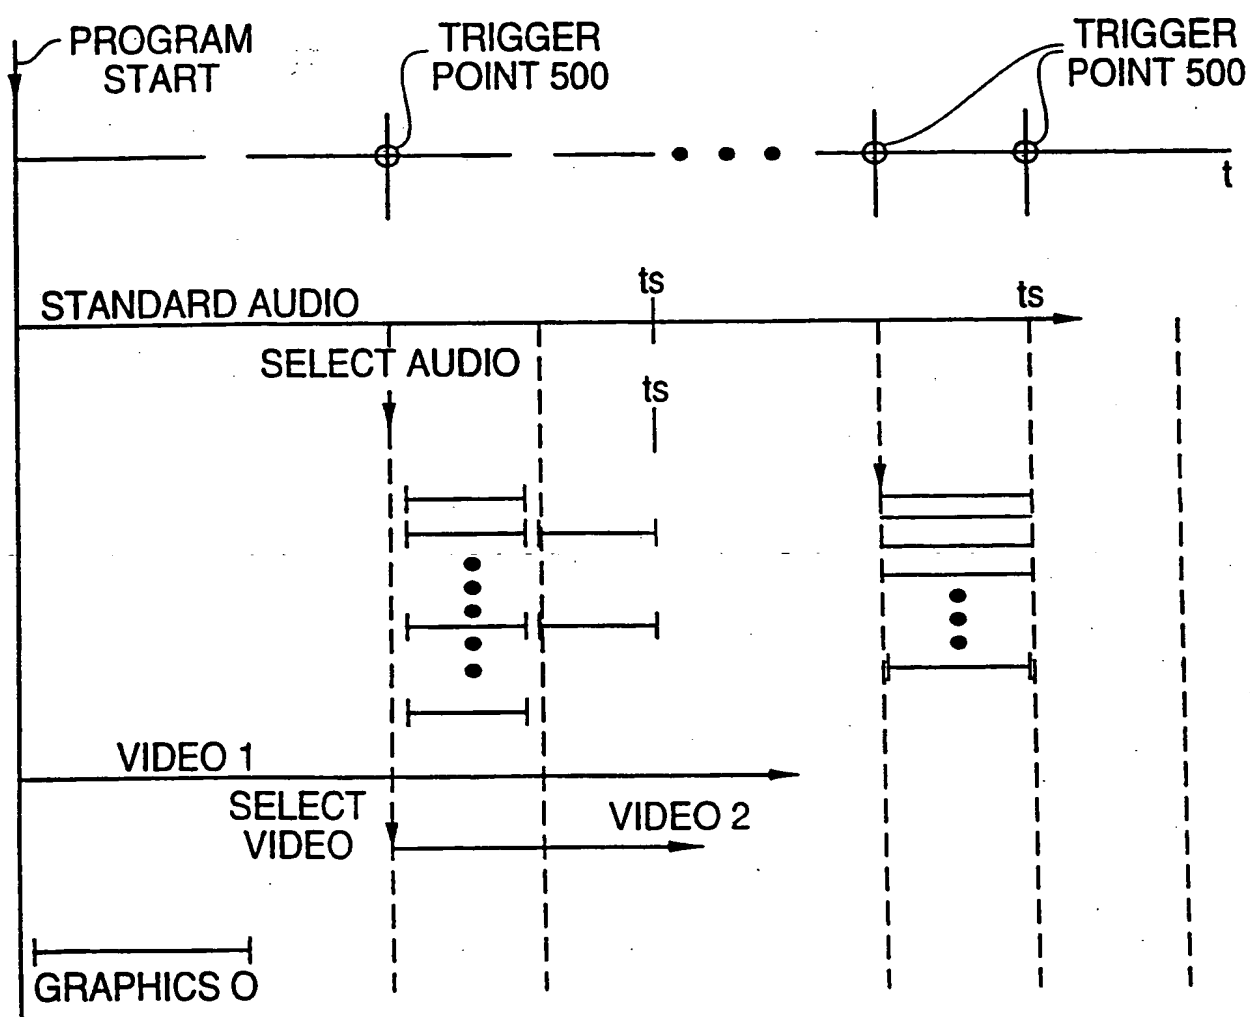 PROGRAM
START
TRIGGER
POINT 500
TRIGGER
POINT 500
t
STANDARD AUDIO
ts
ts
SELECT AUDIO
ts
VIDEO 1
SELECT
VIDEO
VIDEO 2
GRAPHICS O